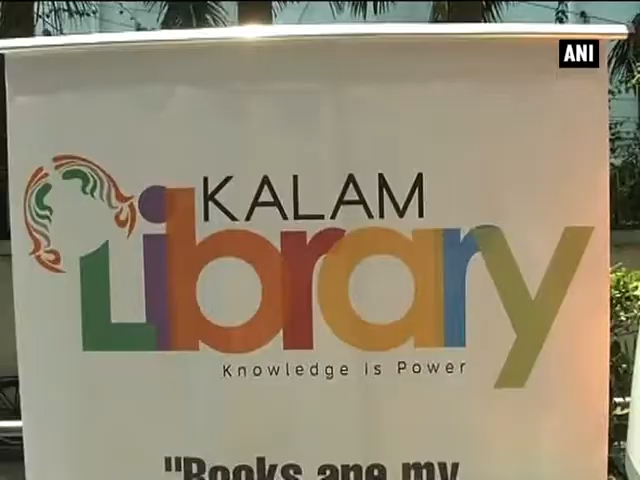 ANI
KALAM
Library
Knowledge is Power
"Books are my